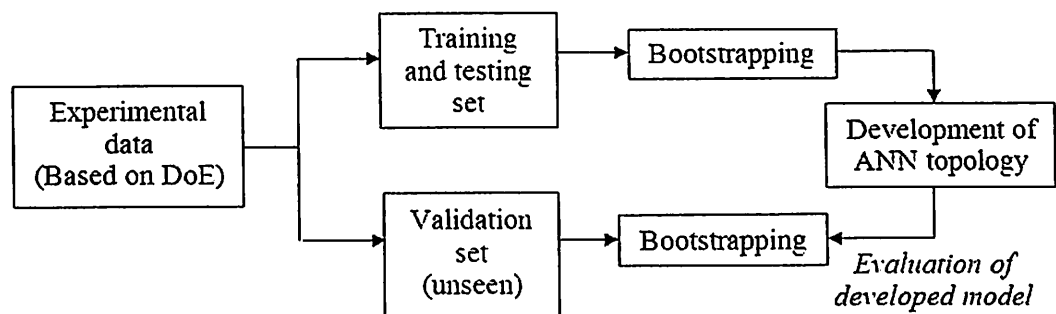 Experimental
data
(Based on DoE)
Training
and testing
set
Bootstrapping
Development of
ANN topology
Validation
set
(unseen)
Bootstrapping
Evaluation of
developed model